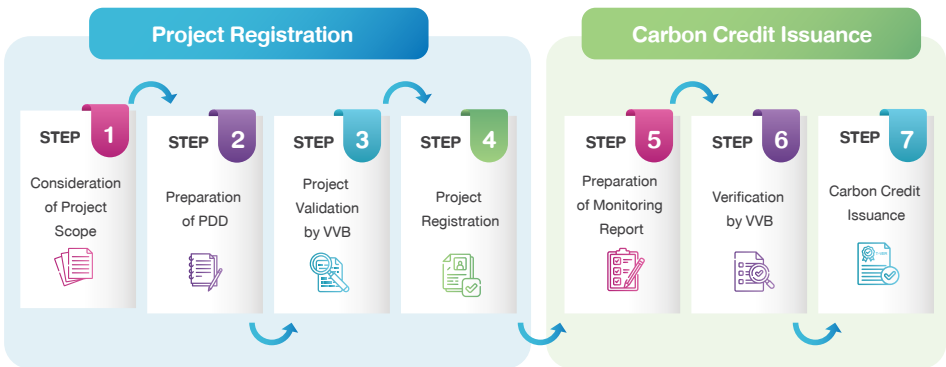 Project Registration
Carbon Credit Issuance
STEP 1
Consideration
of Project
Scope
STEP 2
Preparation
of PDD
STEP 3
Project
Validation
by VVB
STEP 4
Project
Registration
STEP 5
Preparation
of Monitoring
Report
STEP 6
Verification
by VVB
STEP 7
Carbon Credit
Issuance